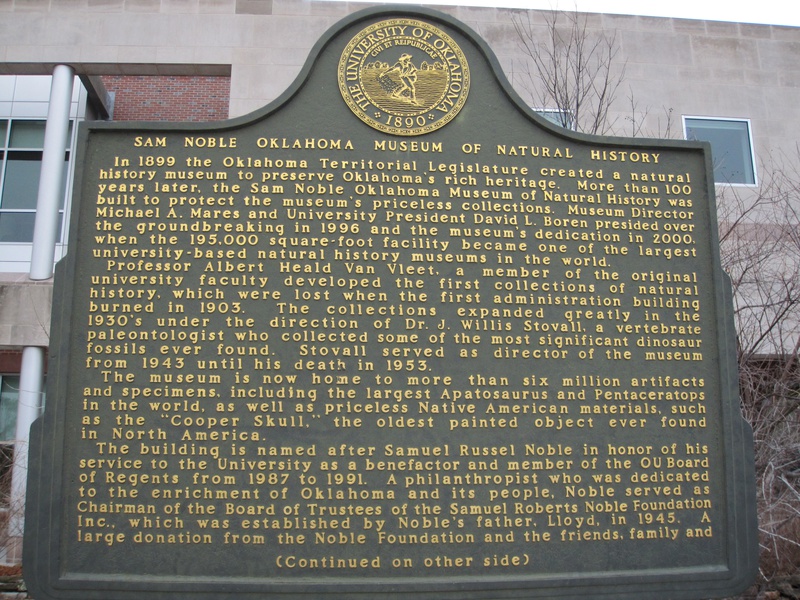 THE UNIVERSITY OF OKLAHOMA
CIVI ET REIPUBLICAE
1890
SAM NOBLE OKLAHOMA MUSEUM OF NATURAL HISTORY
In 1899 the Oklahoma Territorial Legislature created a natural
history museum to preserve Oklahoma's rich heritage. More than 100
years later, the Sam Noble Oklahoma Museum of Natural History was
built to protect the museum's priceless collections. Museum Director
Michael A. Mares and University President David L. Boren presided over
the groundbreaking in 1996 and the museum's dedication in 2000,
when the 195,000 square-foot facility became one of the largest
university-based natural history museums in the world.
Professor Albert Heald Van Vleet, a member of the original
university faculty developed the first collections of natural
history, which were lost when the first administration building
burned in 1903. The collections expanded greatly in the
1930's under the direction of Dr. J. Willis Stovall, a vertebrate
paleontologist who collected some of the most significant dinosaur
fossils ever found. Stovall served as director of the museum
from 1943 until his death in 1953.
The museum is now home to more than six million artifacts
and specimens, including the largest Apatosaurus and Pentaceratops
in the world, as well as priceless Native American materials, such
as the "Cooper Skull," the oldest painted object ever found
in North America.
The building is named after Samuel Russel Noble in honor of his
service to the University as a benefactor and member of the OU Board
of Regents from 1987 to 1991. A philanthropist who was dedicated
to the enrichment of Oklahoma and its people, Noble served as
Chairman of the Board of Trustees of the Samuel Roberts Noble Foundation
Inc., which was established by Noble's father, Lloyd, in 1945. A
large donation from the Noble Foundation and the friends, family and
(Continued on other side)